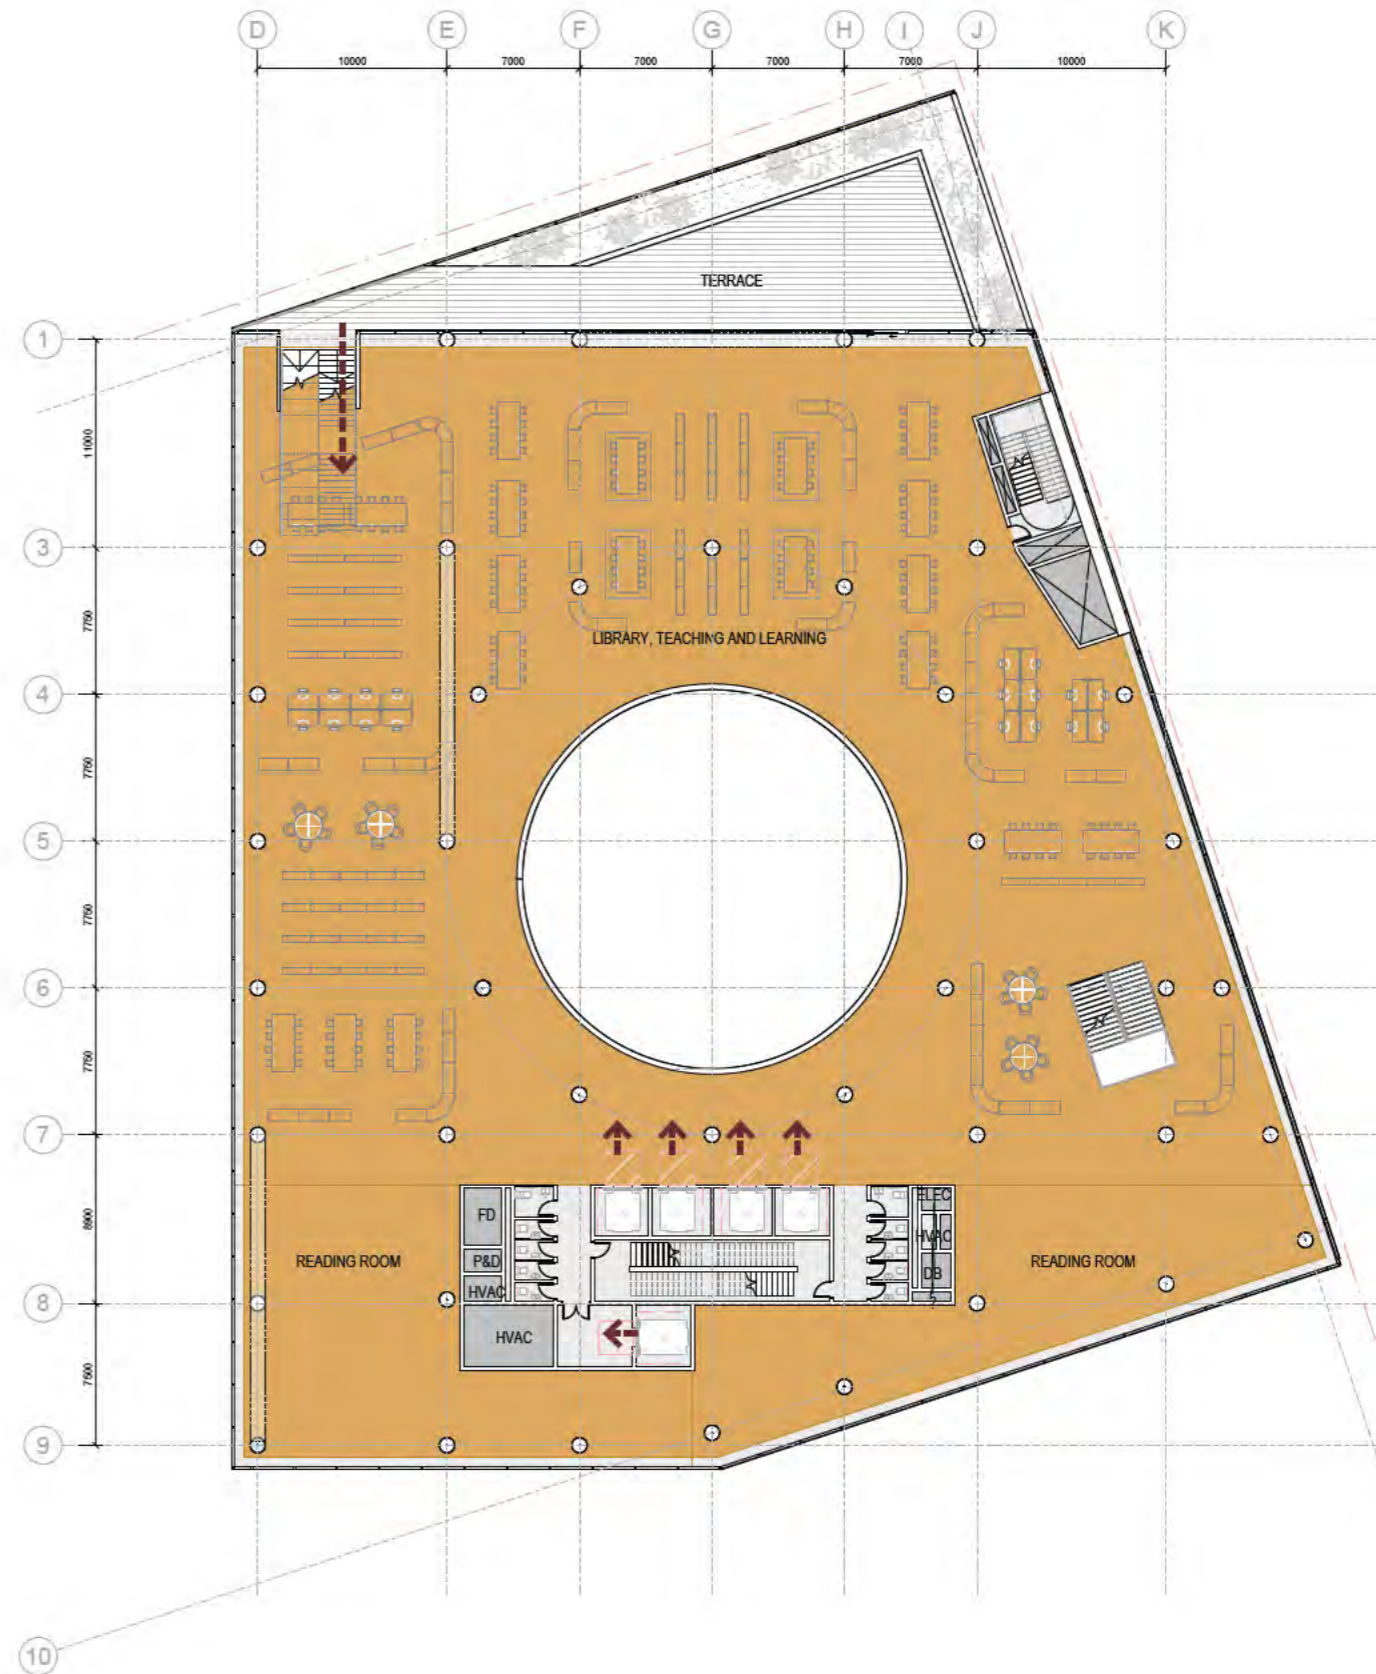 D E F G H I J K
10000 7000 7000 7000 7000 10000
TERRACE
1
11000
3
7750
LIBRARY, TEACHING AND LEARNING
4
7750
5
7750
6
7750
7
FD
ELEC
8900
READING ROOM
P&D
HVAC
READING ROOM
HVAC
DB
8
HVAC
7500
9
10